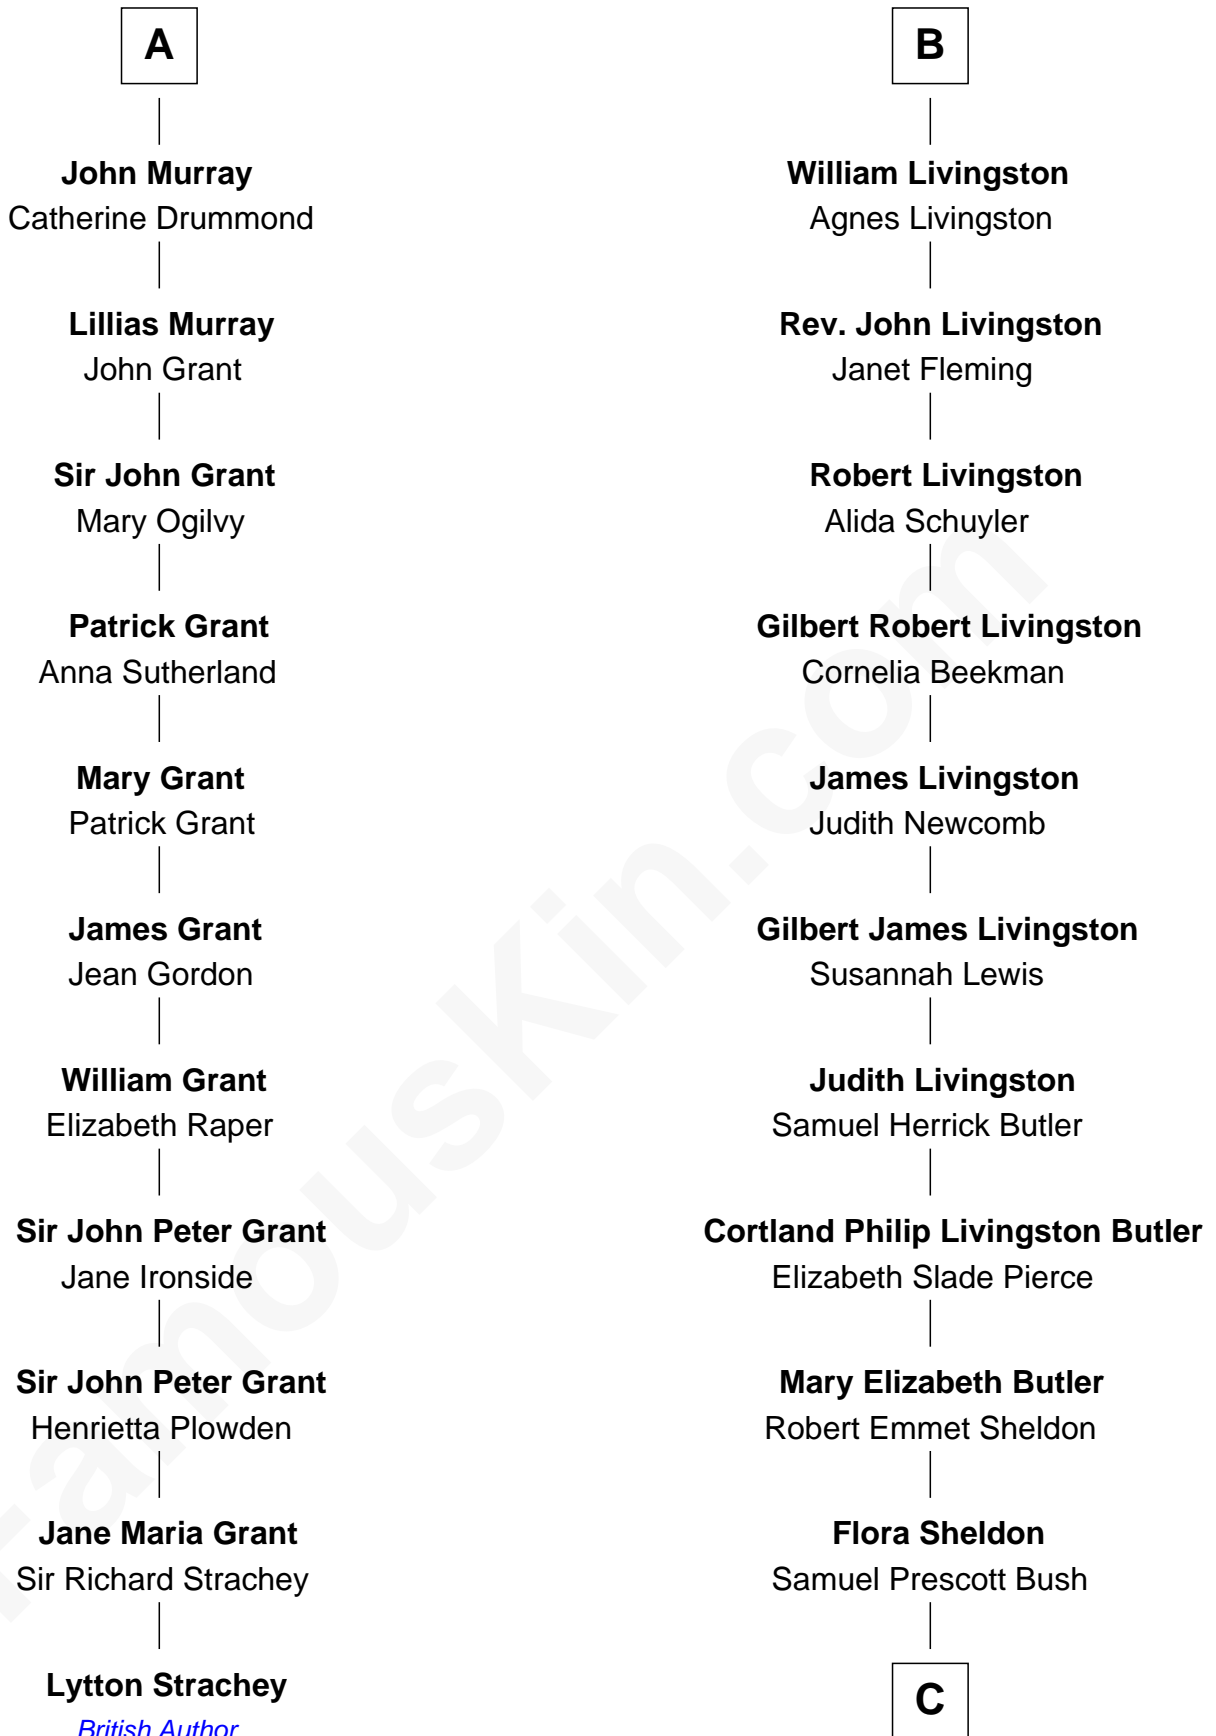 A
John Murray
Catherine Drummond
Lillias Murray
John Grant
Sir John Grant
Mary Ogilvy
Patrick Grant
Anna Sutherland
Mary Grant
Patrick Grant
James Grant
Jean Gordon
William Grant
Elizabeth Raper
Sir John Peter Grant
Jane Ironside
Sir John Peter Grant
Henrietta Plowden
Jane Maria Grant
Sir Richard Strachey
Lytton Strachey
British Author
B
William Livingston
Agnes Livingston
Rev. John Livingston
Janet Fleming
Robert Livingston
Alida Schuyler
Gilbert Robert Livingston
Cornelia Beekman
James Livingston
Judith Newcomb
Gilbert James Livingston
Susannah Lewis
Judith Livingston
Samuel Herrick Butler
Cortland Philip Livingston Butler
Elizabeth Slade Pierce
Mary Elizabeth Butler
Robert Emmet Sheldon
Flora Sheldon
Samuel Prescott Bush
C
FamousKin.com